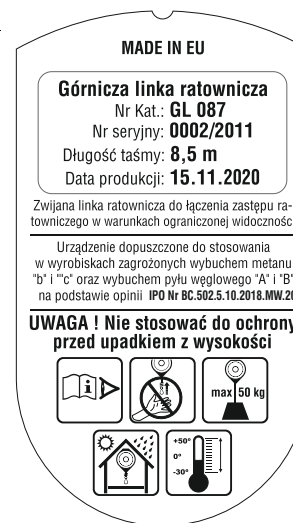 MADE IN EU
Górnicza linka ratownicza
Nr Kat.: GL 087
Nr seryjny: 0002/2011
Długość taśmy: 8,5 m
Data produkcji: 15.11.2020
Zwijana linka ratownicza do łączenia zastępu ra-
towniczego w warunkach ograniczonej widocznośc
Urządzenie dopuszczone do stosowania
w wyrobiskach zagrożonych wybuchem metanu
"b" i ""c" oraz wybuchem pyłu węglowego "A" i "B"
na podstawie opinii IPO Nr BC.502.5.10.2018.MW.20
UWAGA ! Nie stosować do ochrony
przed upadkiem z wysokości
i
max 50 kg
+50°
0°
-30°